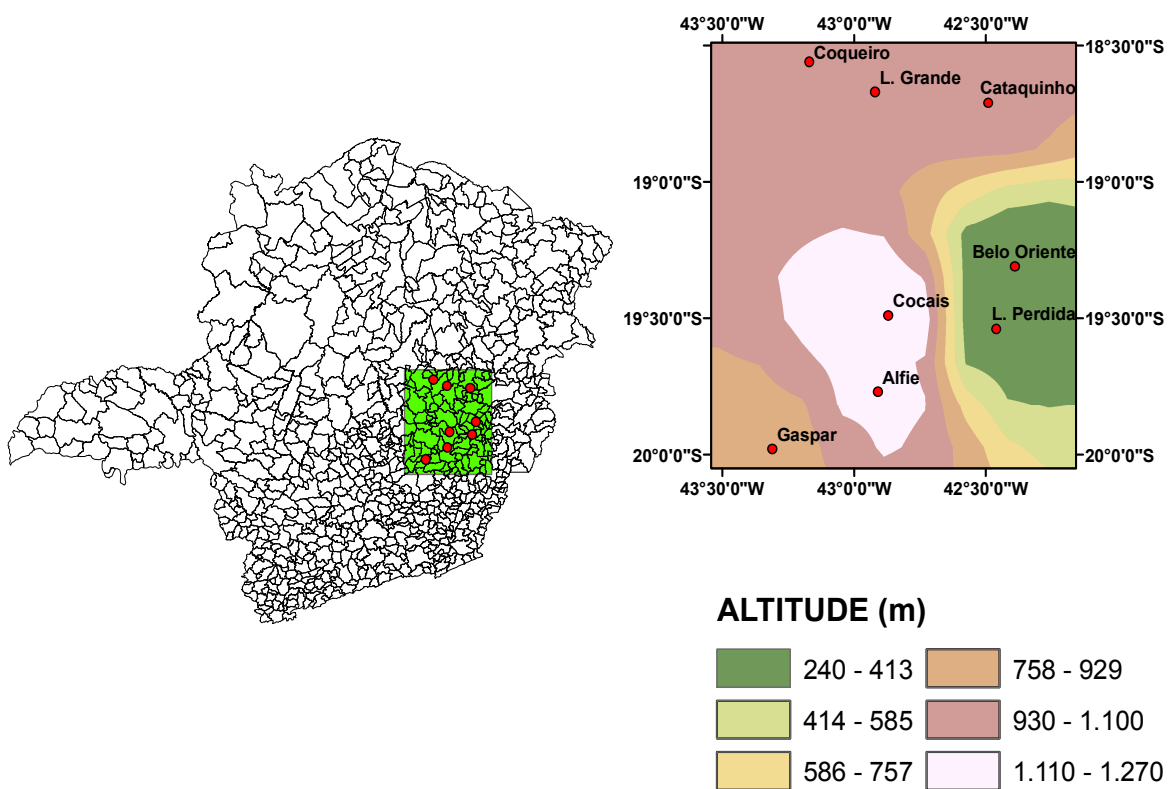 43°30'0"W 43°0'0"W 42°30'0"W
18°30'0"S
Coqueiro
L. Grande
Cataquinho
19°0'0"S 19°0'0"S
Belo Oriente
Cocais
L. Perdida
19°30'0"S 19°30'0"S
Alfie
Gaspar
20°0'0"S 20°0'0"S
43°30'0"W 43°0'0"W 42°30'0"W
ALTITUDE (m)
240 - 413 758 - 929
414 - 585 930 - 1.100
586 - 757 1.110 - 1.270